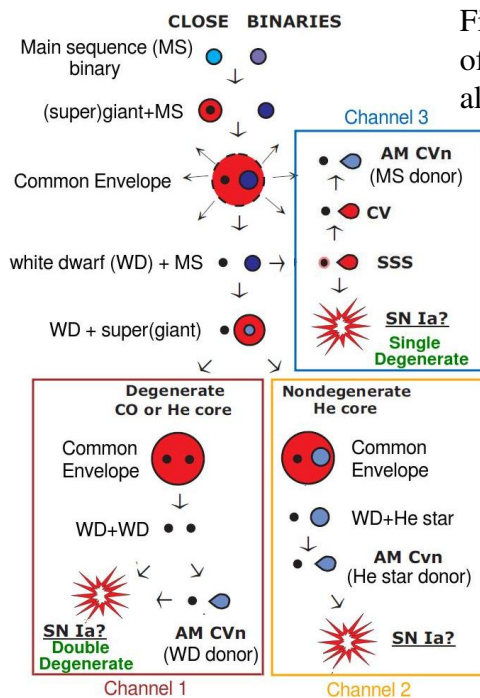 CLOSE BINARIES
Main sequence (MS)
binary
(super)giant+MS
Common Envelope
white dwarf (WD) + MS
WD + super(giant)
Fi
of
al
Channel 3
AM CVn
(MS donor)
CV
SSS
SN Ia?
Single
Degenerate
Degenerate
CO or He core
Common
Envelope
WD+WD
SN Ia?
Double
Degenerate
AM CVn
(WD donor)
Channel 1
Nondegenerate
He core
Common
Envelope
WD+He star
AM Cvn
(He star donor)
SN Ia?
Channel 2